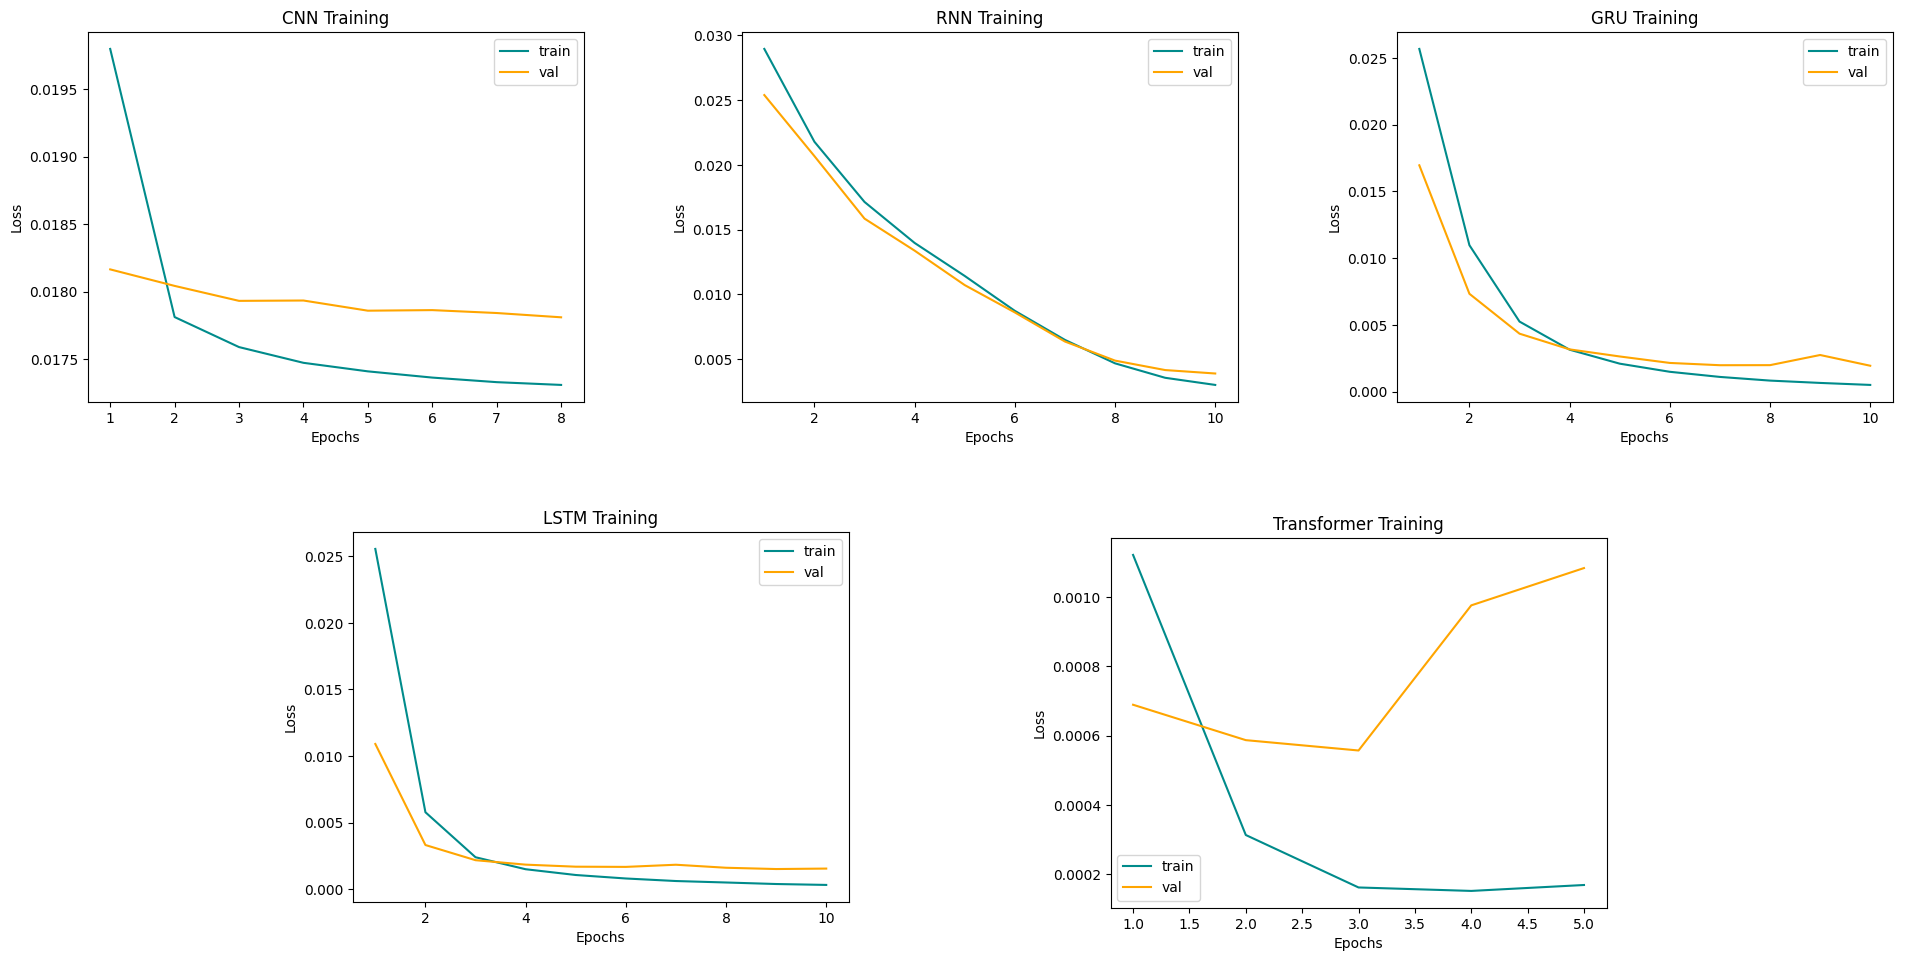 CNN Training
train
val
0.0195
0.0190
0.0185
0.0180
0.0175
Loss
1 2 3 4 5 6 7 8
Epochs
RNN Training
train
val
0.030
0.025
0.020
0.015
0.010
0.005
Loss
2 4 6 8 10
Epochs
GRU Training
train
val
0.025
0.020
0.015
0.010
0.005
0.000
Loss
2 4 6 8 10
Epochs
LSTM Training
train
val
0.025
0.020
0.015
0.010
0.005
0.000
Loss
2 4 6 8 10
Epochs
Transformer Training
0.0010
0.0008
0.0006
0.0004
0.0002
Loss
train
val
1.0 1.5 2.0 2.5 3.0 3.5 4.0 4.5 5.0
Epochs